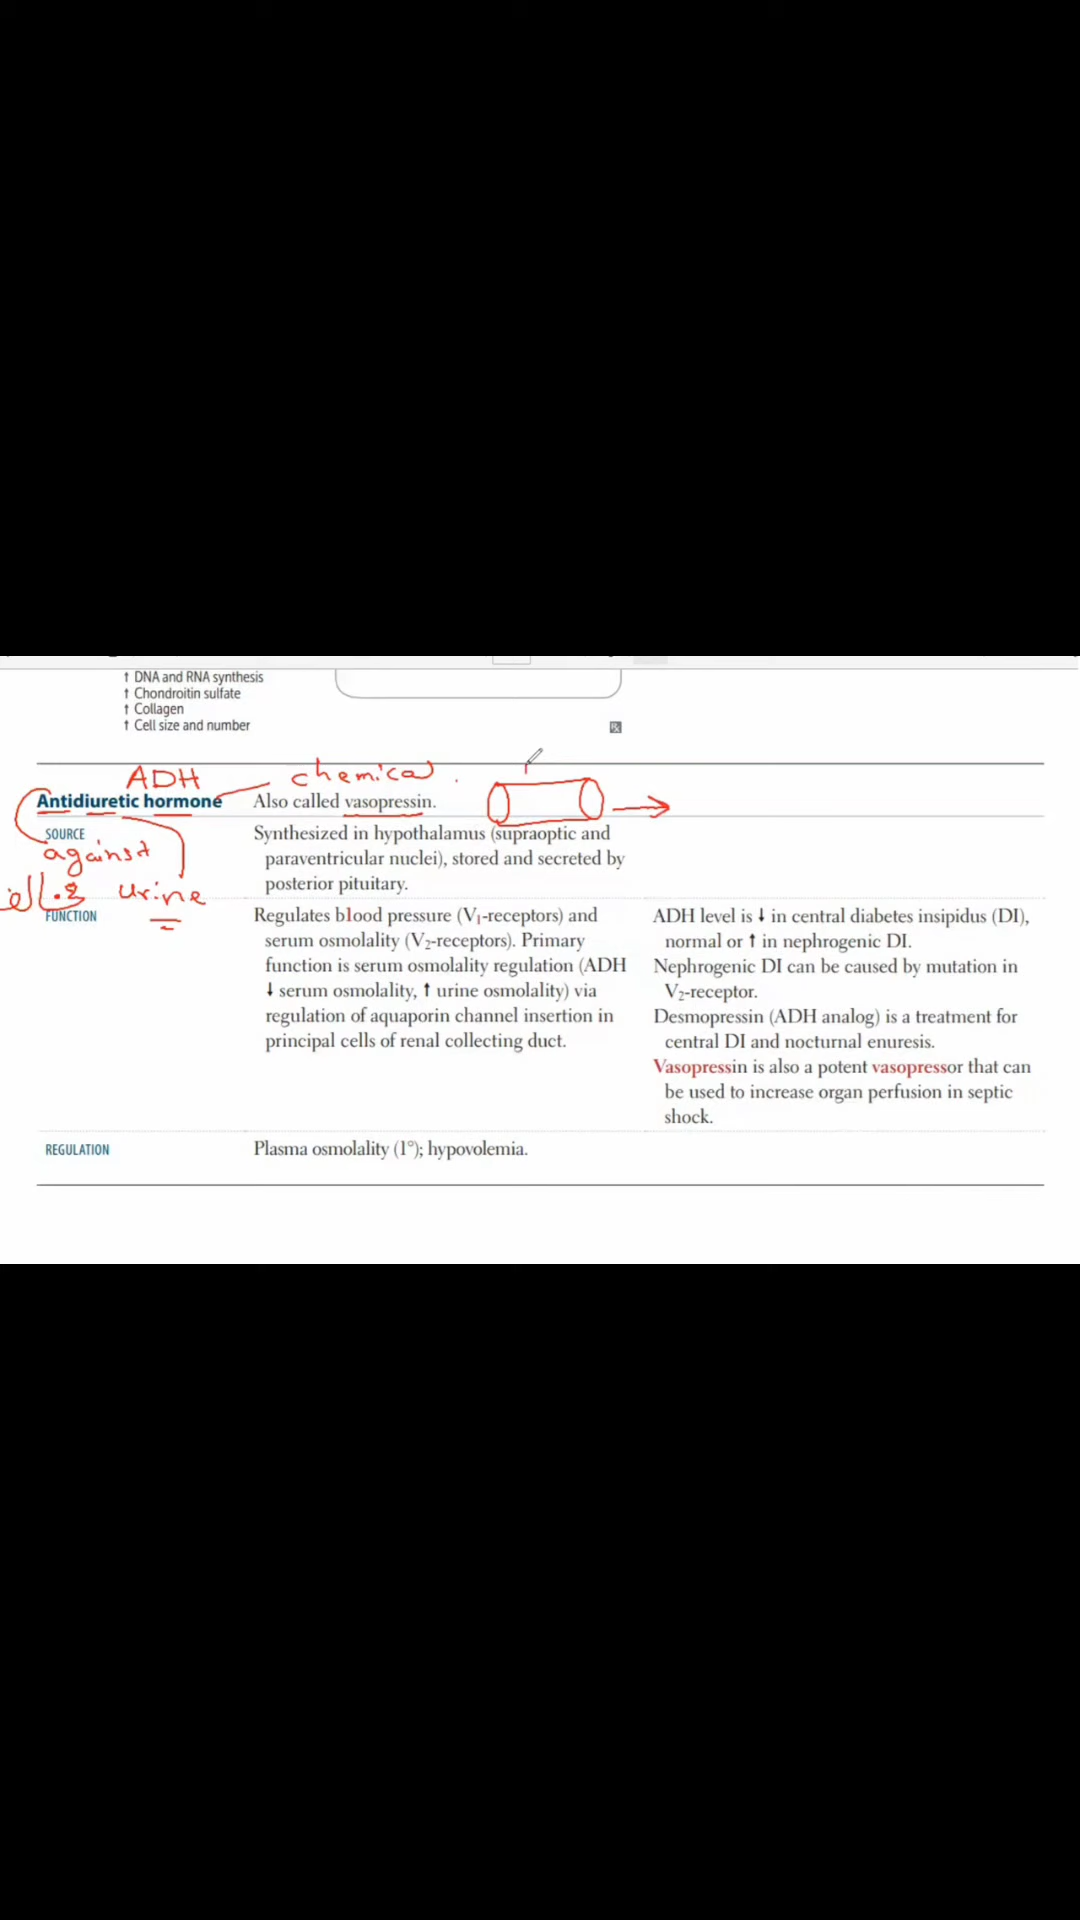 ↑ DNA and RNA synthesis
↑ Chondroitin sulfate
↑ Collagen
↑ Cell size and number
ADH
chemical
Antidiuretic hormone
Also called vasopressin.
SOURCE
Synthesized in hypothalamus (supraoptic and
paraventricular nuclei), stored and secreted by
posterior pituitary.
against
urine
FUNCTION
Regulates blood pressure (V₁-receptors) and
serum osmolality (V₂-receptors). Primary
function is serum osmolality regulation (ADH
↓ serum osmolality, ↑ urine osmolality) via
regulation of aquaporin channel insertion in
principal cells of renal collecting duct.
ADH level is ↓ in central diabetes insipidus (DI),
normal or ↑ in nephrogenic DI.
Nephrogenic DI can be caused by mutation in
V₂-receptor.
Desmopressin (ADH analog) is a treatment for
central DI and nocturnal enuresis.
Vasopressin is also a potent vasopressor that can
be used to increase organ perfusion in septic
shock.
REGULATION
Plasma osmolality (1°); hypovolemia.